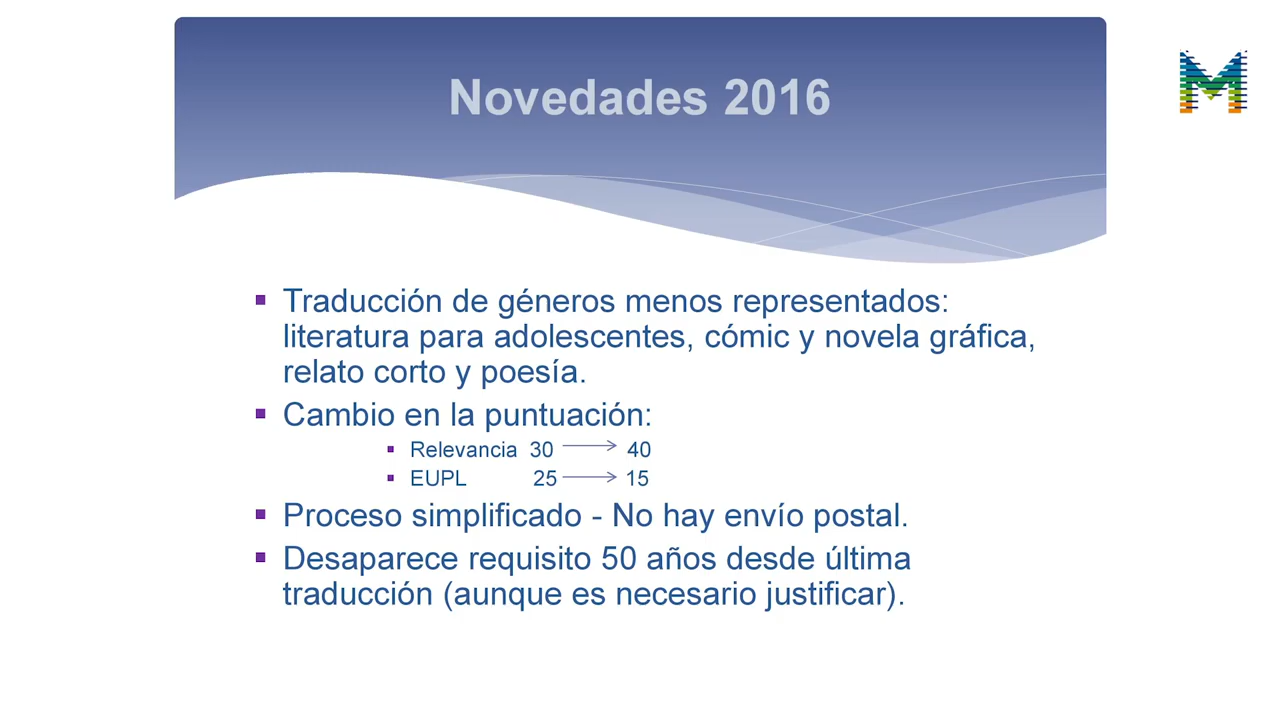 Novedades 2016
M
Traducción de géneros menos representados:
literatura para adolescentes, cómic y novela gráfica,
relato corto y poesía.
Cambio en la puntuación:
Relevancia 30 → 40
EUPL 25 → 15
Proceso simplificado - No hay envío postal.
Desaparece requisito 50 años desde última
traducción (aunque es necesario justificar).